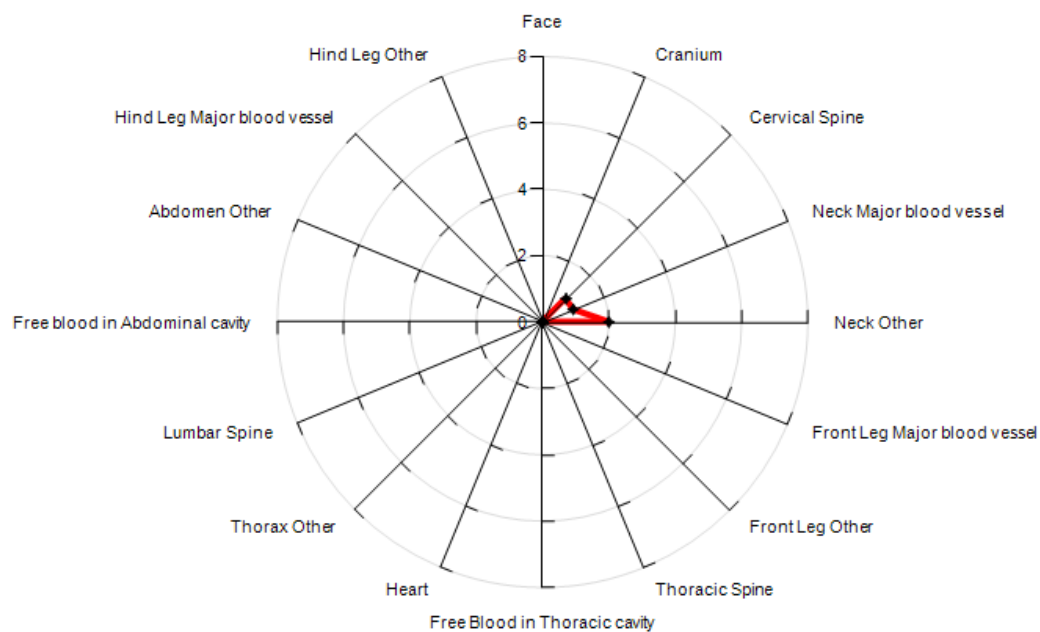 Face
Hind Leg Other
8
Cranium
Hind Leg Major blood vessel
6
Cervical Spine
4
Abdomen Other
Neck Major blood vessel
2
Free blood in Abdominal cavity
0
Neck Other
Lumbar Spine
Front Leg Major blood vessel
Thorax Other
Front Leg Other
Heart
Thoracic Spine
Free Blood in Thoracic cavity